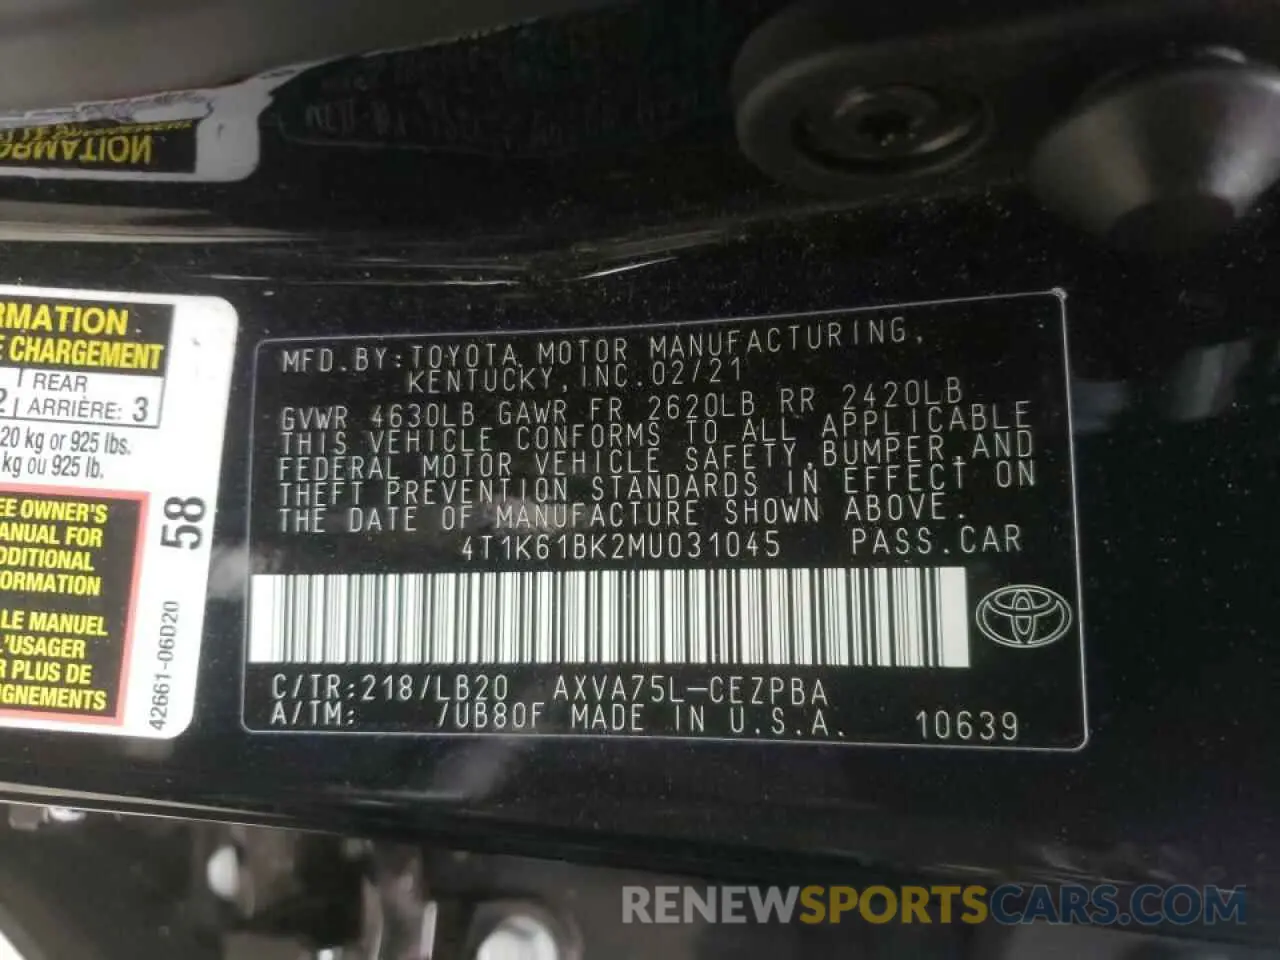 ORMATION
RMATION
E CHARGEMENT
2 REAR
ARRIÈRE: 3
20 kg or 925 lbs.
kg ou 925 lb.
EE OWNER'S
MANUAL FOR
DDITIONAL
FORMATION
LE MANUEL
L'USAGER
R PLUS DE
IGNEMENTS
58
42661-06D20
MFD.BY:TOYOTA MOTOR MANUFACTURING,
KENTUCKY,INC.02/21
GVWR 4630LB GAWR FR 2620LB RR 2420LB
THIS VEHICLE CONFORMS TO ALL APPLICABLE
FEDERAL MOTOR VEHICLE SAFETY,BUMPER,AND
THEFT PREVENTION STANDARDS IN EFFECT ON
THE DATE OF MANUFACTURE SHOWN ABOVE.
4T1K61BK2MU031045 PASS.CAR
C/TR:218/LB20 AXVA75L-CEZPBA
A/TM: /UB80F MADE IN U.S.A. 10639
RENEWSPORTSCARS.COM